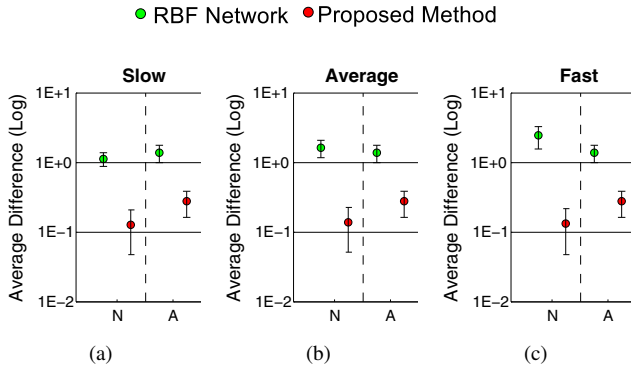 RBF Network Proposed Method
Slow Average Fast
Average Difference (Log) 1E+1 1E+0 1E−1 1E−2 N A
Average Difference (Log) 1E+1 1E+0 1E−1 1E−2 N A
Average Difference (Log) 1E+1 1E+0 1E−1 1E−2 N A
(a) (b) (c)